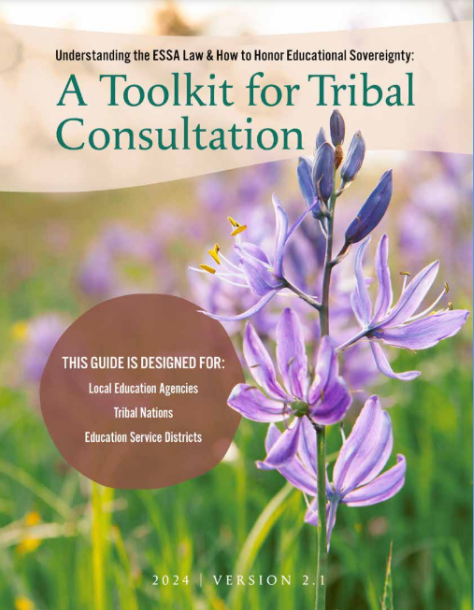 Understanding the ESSA Law & How to Honor Educational Sovereignty:
A Toolkit for Tribal
Consultation
THIS GUIDE IS DESIGNED FOR:
Local Education Agencies
Tribal Nations
Education Service Districts
2024 | VERSION 2.1